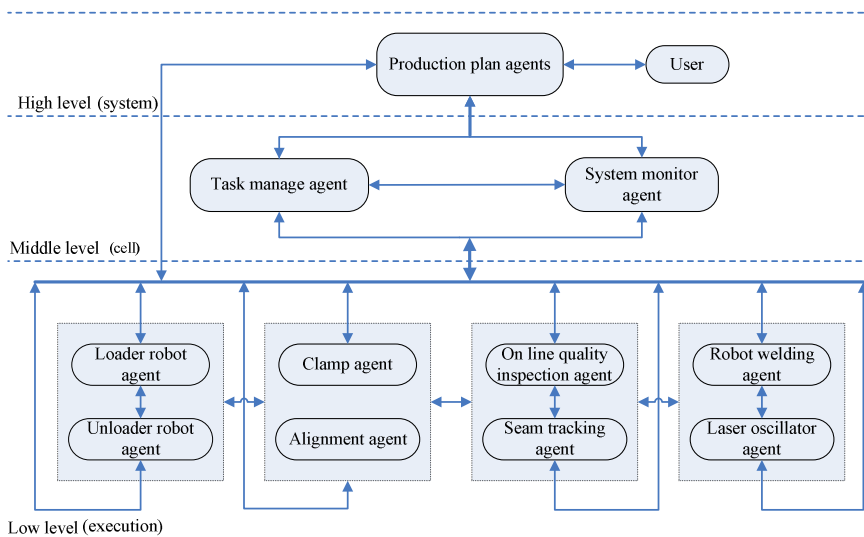 Production plan agents
User
High level (system)
Task manage agent
System monitor
agent
Middle level (cell)
Loader robot
agent
Clamp agent
On line quality
inspection agent
Robot welding
agent
Unloader robot
agent
Alignment agent
Seam tracking
agent
Laser oscillator
agent
Low level (execution)